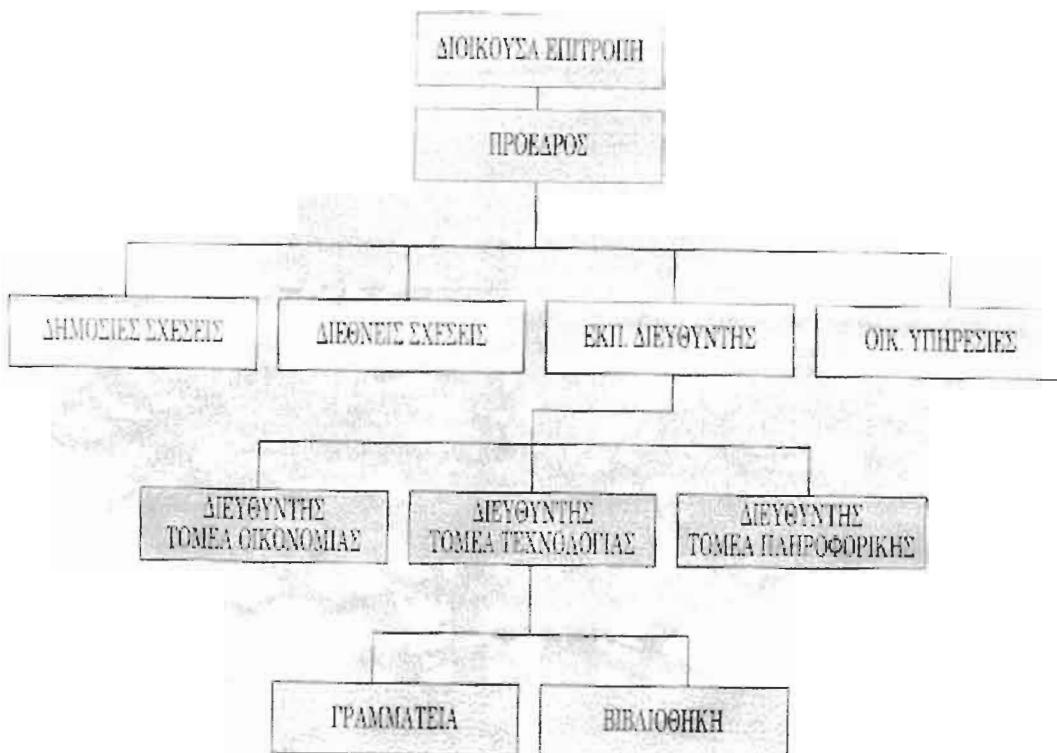 ΔΙΟΙΚΟΥΣΑ ΕΠΙΤΡΟΠΗ
ΠΡΟΕΔΡΟΣ
ΔΗΜΟΣΙΕΣ ΣΧΕΣΕΙΣ
ΔΙΕΘΝΕΙΣ ΣΧΕΣΕΙΣ
ΕΚΠ. ΔΙΕΥΘΥΝΤΗΣ
ΟΙΚ. ΥΠΗΡΕΣΙΕΣ
ΔΙΕΥΘΥΝΤΗΣ
ΤΟΜΕΑ ΟΙΚΟΝΟΜΙΑΣ
ΔΙΕΥΘΥΝΤΗΣ
ΤΟΜΕΑ ΤΕΧΝΟΛΟΓΙΑΣ
ΔΙΕΥΘΥΝΤΗΣ
ΤΟΜΕΑ ΠΛΗΡΟΦΟΡΙΚΗΣ
ΓΡΑΜΜΑΤΕΙΑ
ΒΙΒΛΙΟΘΗΚΗ